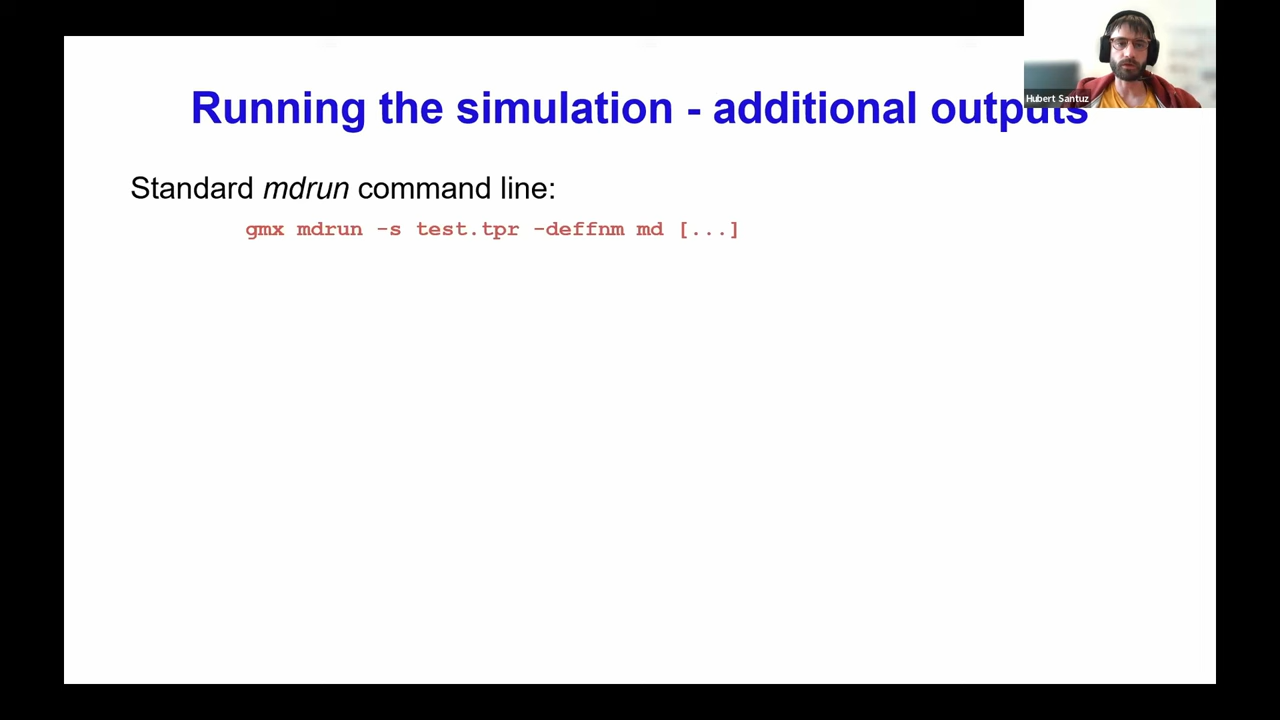 Running the simulation - additional outputs
Hubert Santuz
Standard mdrun command line:
gmx mdrun -s test.tpr -deffnm md [...]